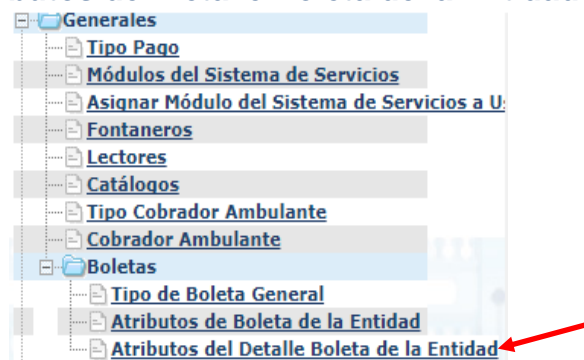 Generales
Tipo Pago
Módulos del Sistema de Servicios
Asignar Módulo del Sistema de Servicios a
Fontaneros
Lectores
Catálogos
Tipo Cobrador Ambulante
Cobrador Ambulante
Boletas
Tipo de Boleta General
Atributos de Boleta de la Entidad
Atributos del Detalle Boleta de la Entidad